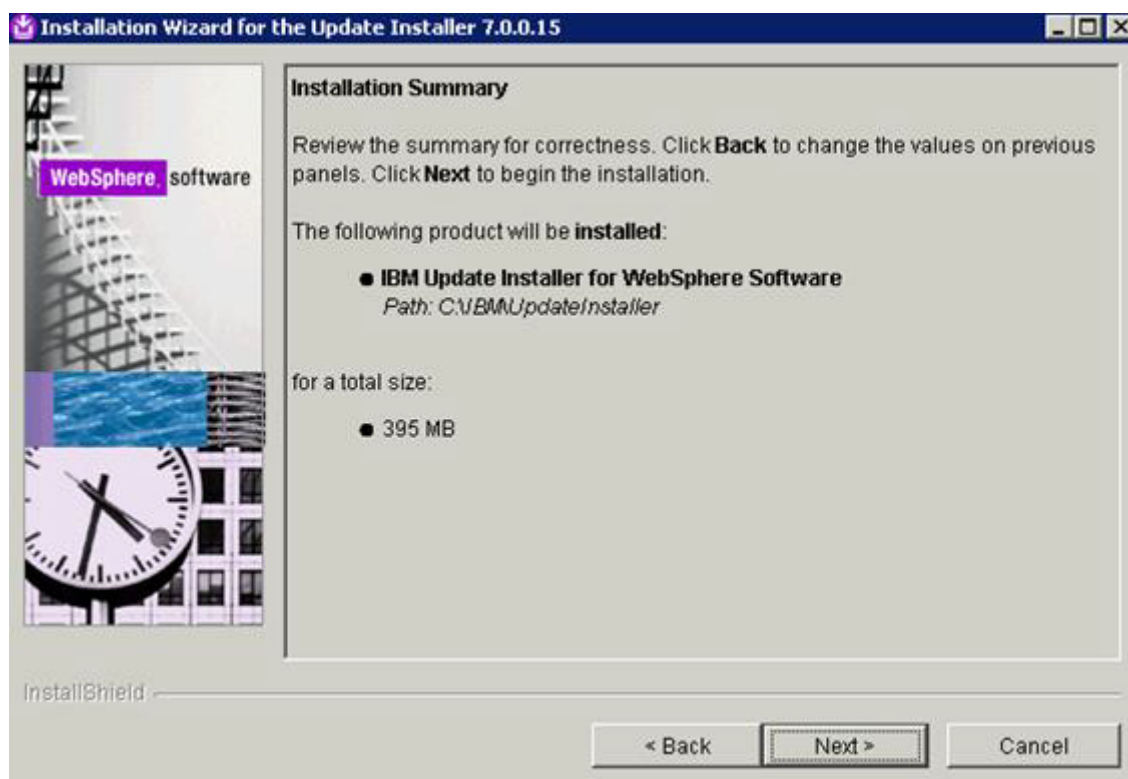 Installation Wizard for the Update Installer 7.0.0.15
WebSphere. software
Installation Summary
Review the summary for correctness. Click Back to change the values on previous
panels. Click Next to begin the installation.
The following product will be installed:
● IBM Update Installer for WebSphere Software
Path: C:\IBM\UpdateInstaller
for a total size:
● 395 MB
InstallShield
< Back
Next >
Cancel